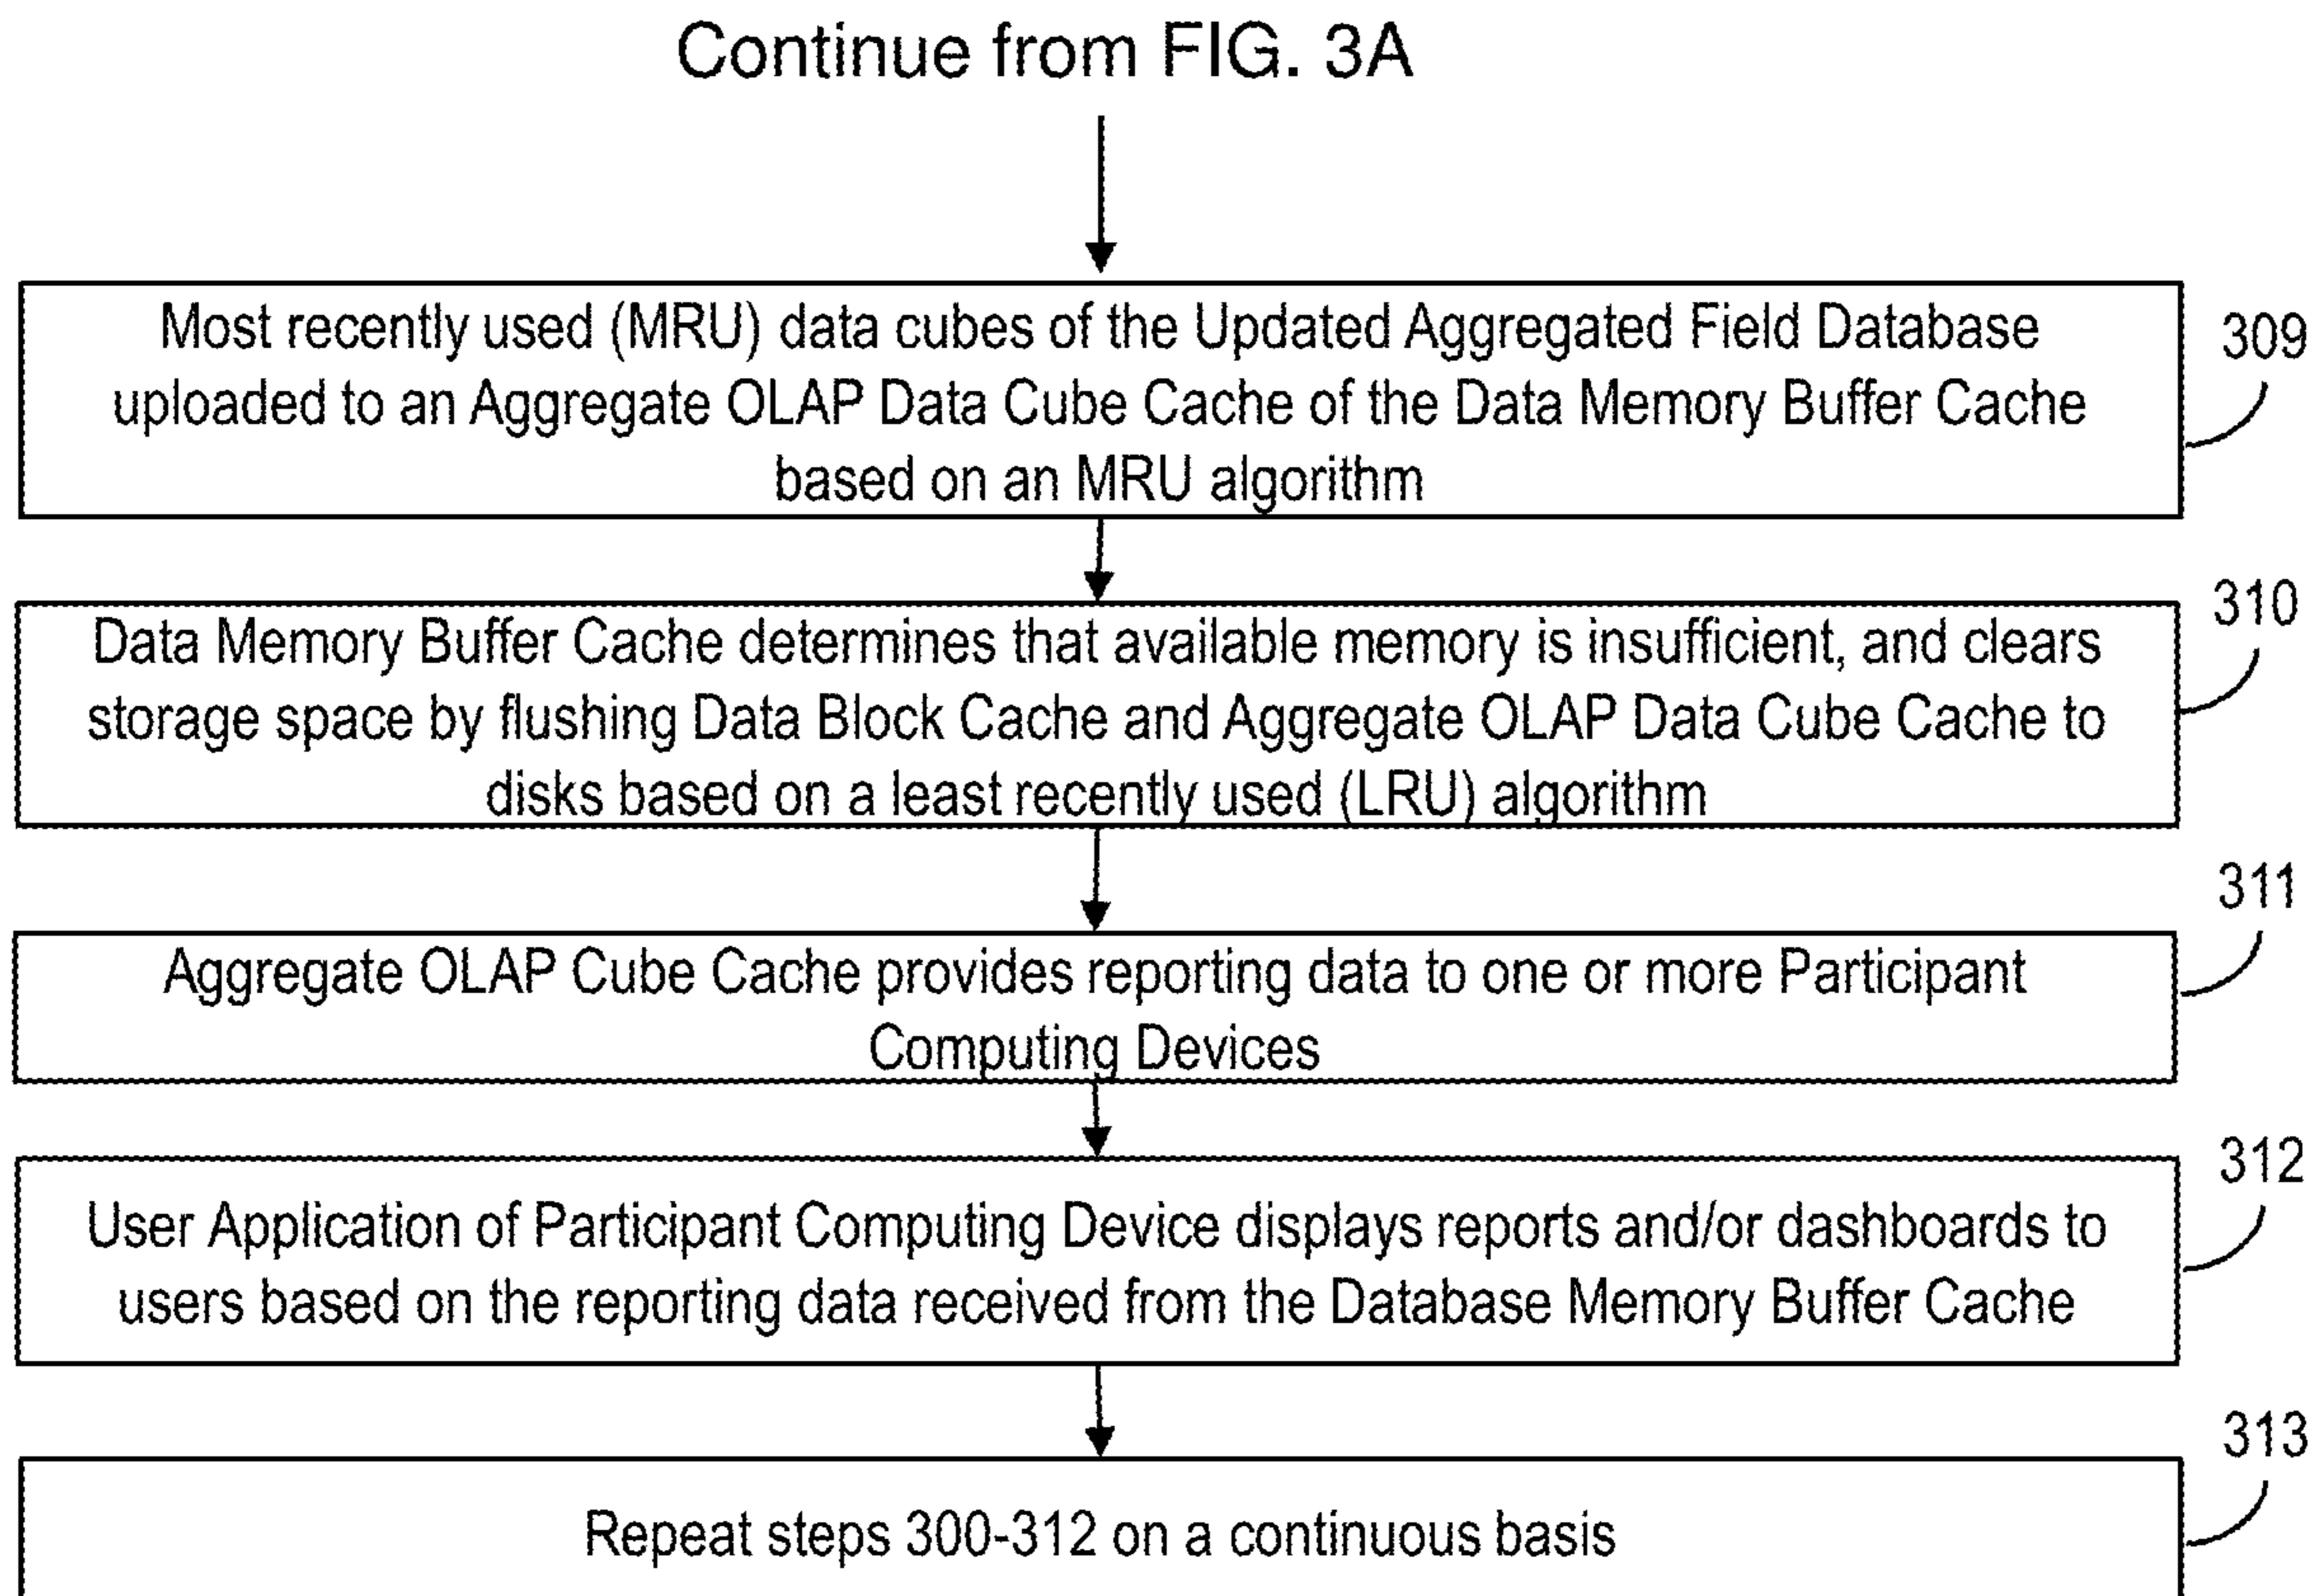 Continue from FIG. 3A
Most recently used (MRU) data cubes of the Updated Aggregated Field Database
uploaded to an Aggregate OLAP Data Cube Cache of the Data Memory Buffer Cache
based on an MRU algorithm
309
Data Memory Buffer Cache determines that available memory is insufficient, and clears
storage space by flushing Data Block Cache and Aggregate OLAP Data Cube Cache to
disks based on a least recently used (LRU) algorithm
310
Aggregate OLAP Cube Cache provides reporting data to one or more Participant
Computing Devices
311
User Application of Participant Computing Device displays reports and/or dashboards to
users based on the reporting data received from the Database Memory Buffer Cache
312
Repeat steps 300-312 on a continuous basis
313